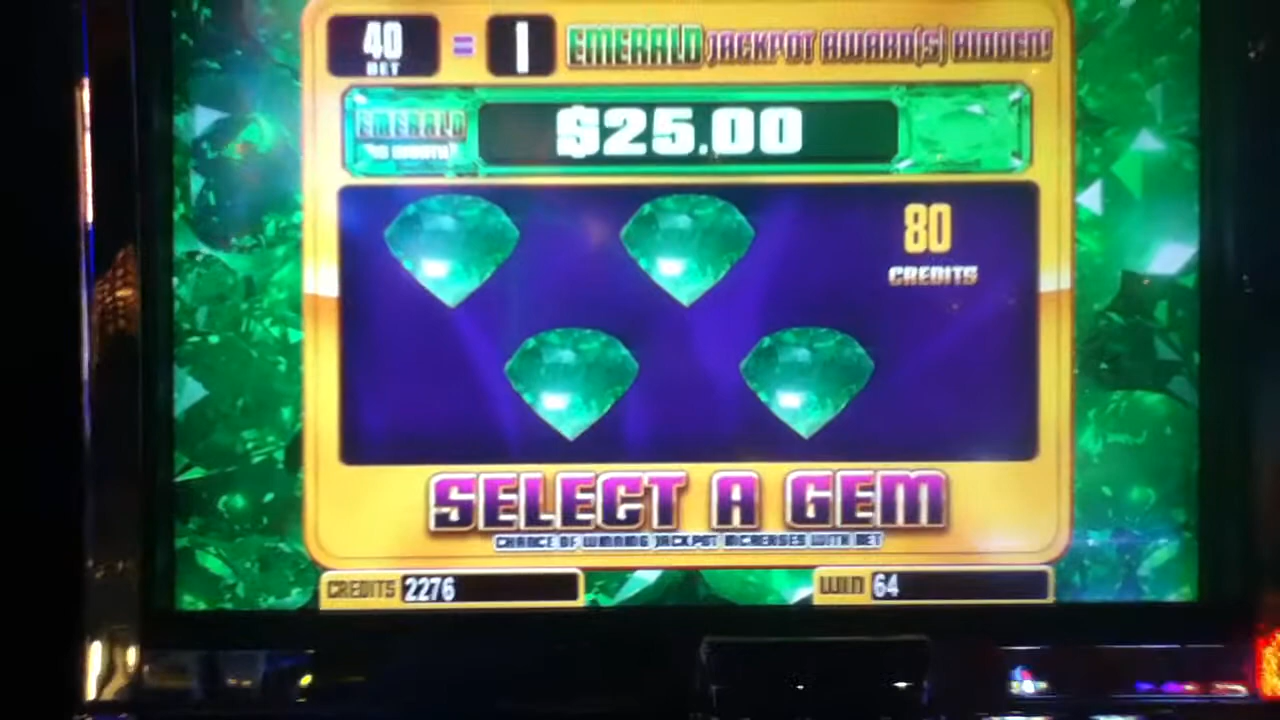 40 = 1 EMERALD JACKPOT AWARD(S) HIDDEN!
BET
EMERALD $25.00
80
CREDITS
SELECT A GEM
CHANCE OF WINNING JACKPOT INCREASES WITH BET
CREDITS 2276 WIN 64